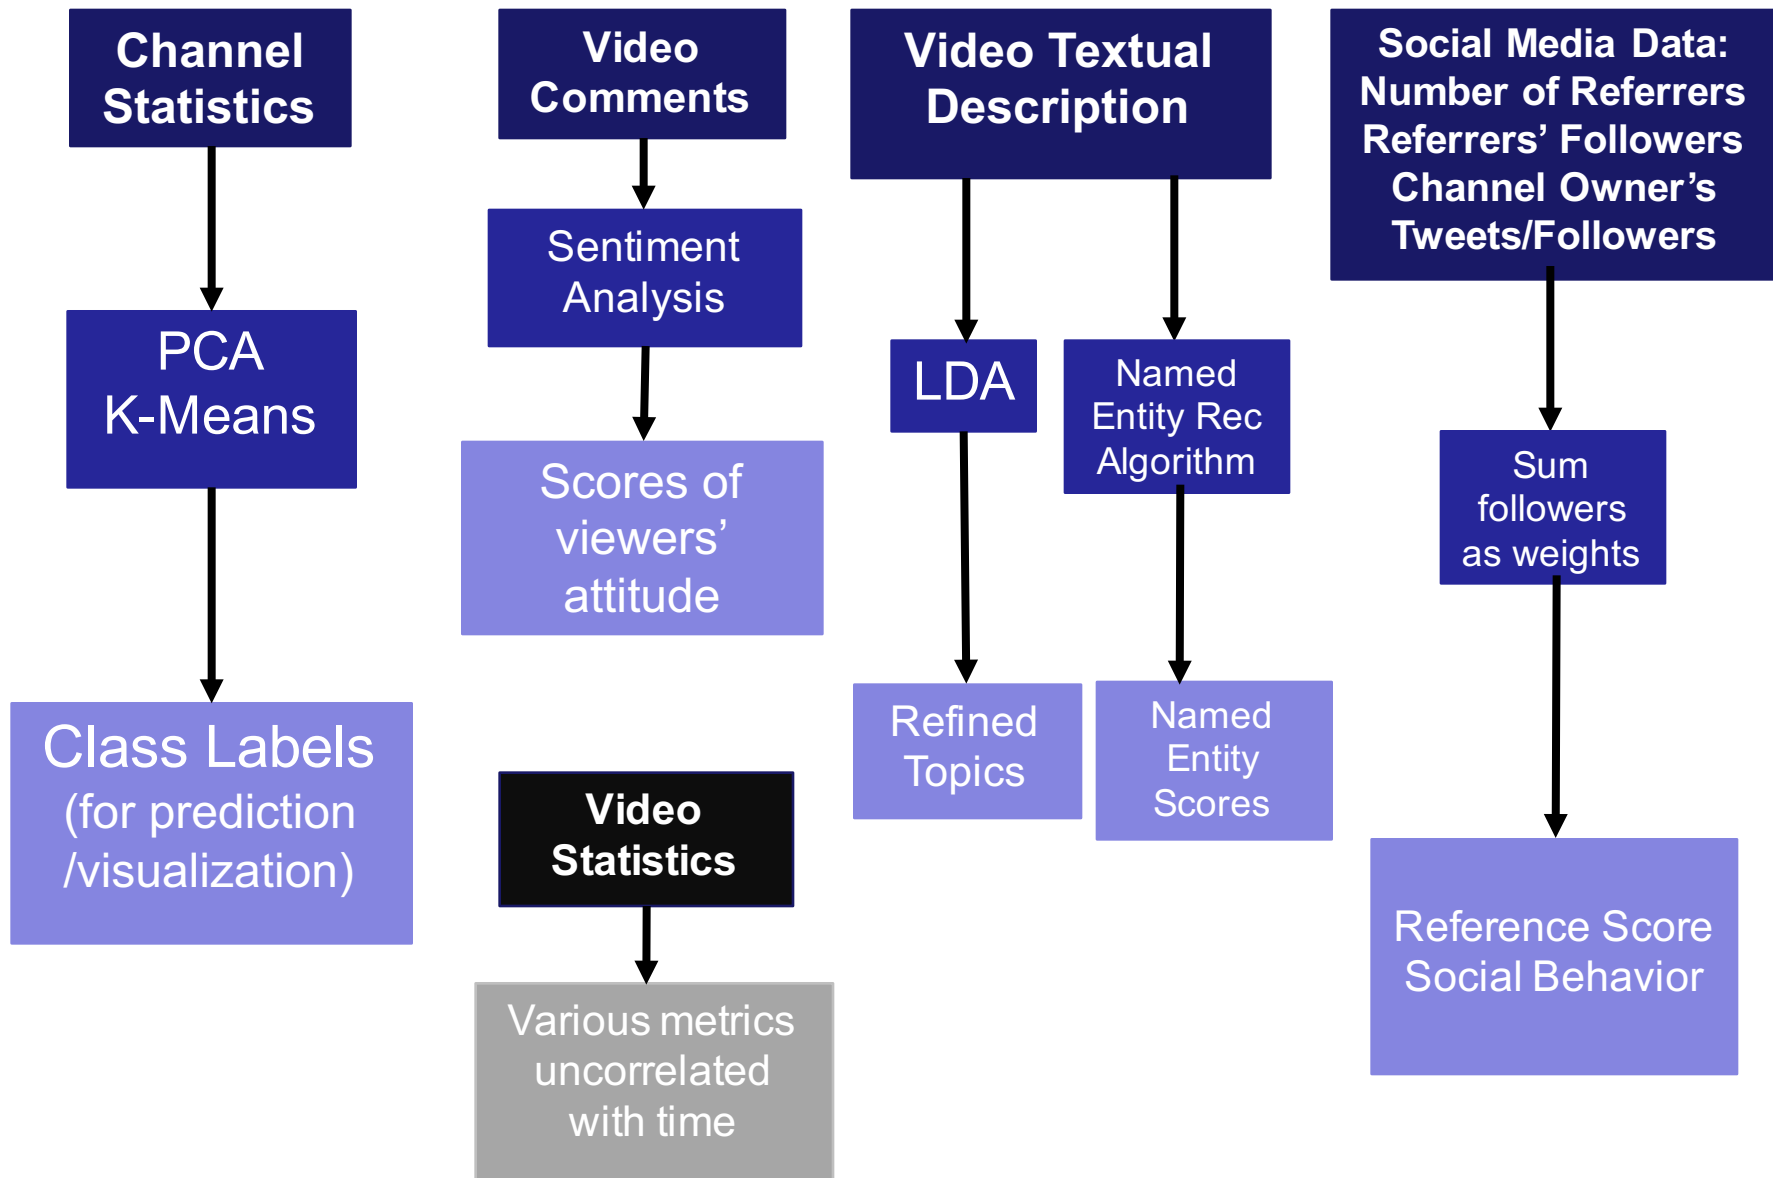 Channel
Statistics
PCA
K-Means
Class Labels
(for prediction
/visualization)
Video
Comments
Sentiment
Analysis
Scores of
viewers’
attitude
Video
Statistics
Various metrics
uncorrelated
with time
Video Textual
Description
LDA
Refined
Topics
Named
Entity Rec
Algorithm
Named
Entity
Scores
Social Media Data:
Number of Referrers
Referrers’ Followers
Channel Owner’s
Tweets/Followers
Sum
followers
as weights
Reference Score
Social Behavior